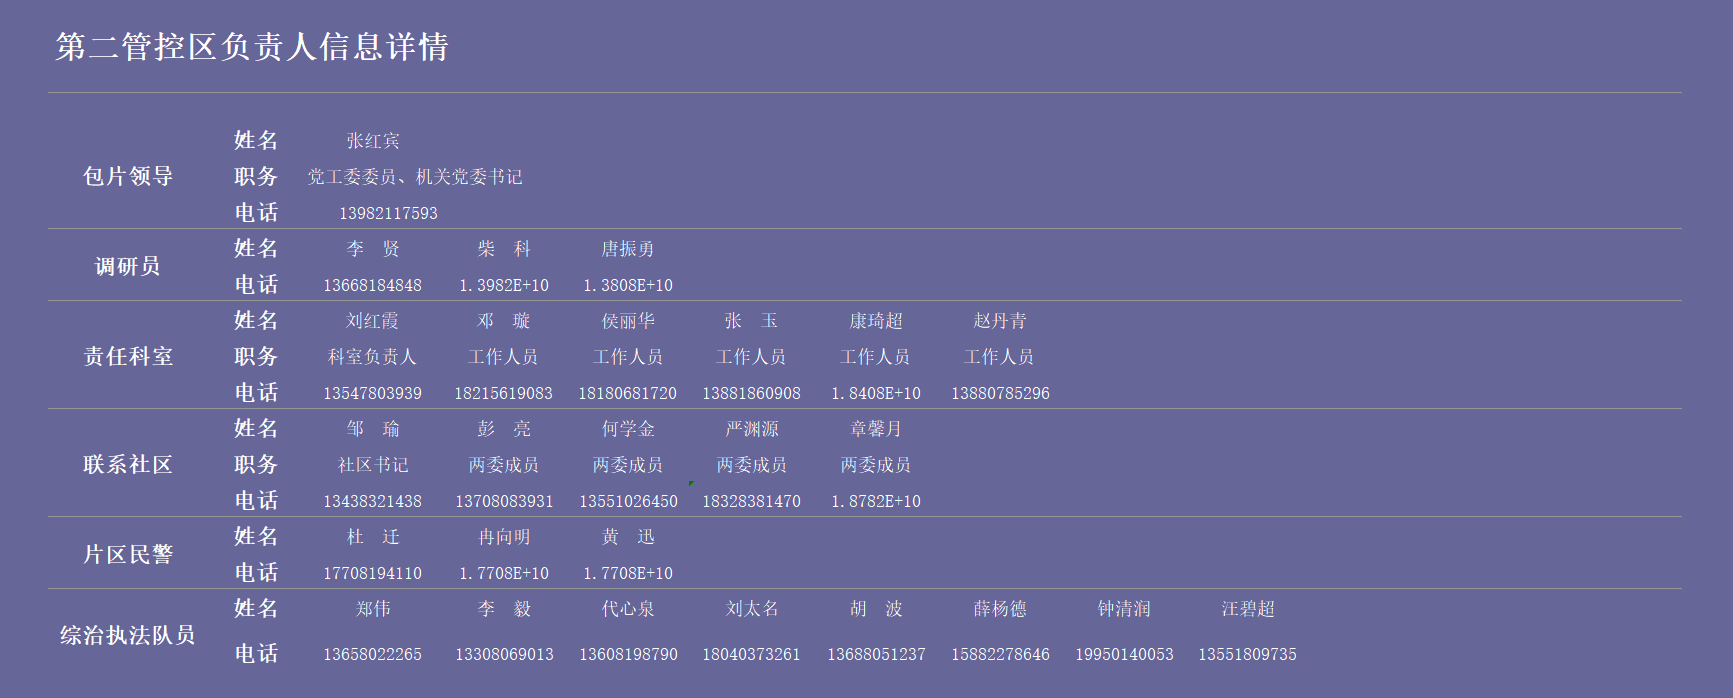 第二管控区负责人信息详情
包片领导
姓名 张红宾
职务 党工委委员、机关党委书记
电话 13982117593
调研员
姓名 李 贤 柴 科 唐振勇
电话 13668184848 1.3982E+10 1.3808E+10
责任科室
姓名 刘红霞 邓 璇 侯丽华 张 玉 康琦超 赵丹青
职务 科室负责人 工作人员 工作人员 工作人员 工作人员 工作人员
电话 13547803939 18215619083 18180681720 13881860908 1.8408E+10 13880785296
联系社区
姓名 邹 瑜 彭 亮 何学金 严渊源 章馨月
职务 社区书记 两委成员 两委成员 两委成员 两委成员
电话 13438321438 13708083931 13551026450 18328381470 1.8782E+10
片区民警
姓名 杜 迁 冉向明 黄 迅
电话 17708194110 1.7708E+10 1.7708E+10
综治执法队员
姓名 郑伟 李 毅 代心泉 刘太名 胡 波 薛杨德 钟清润 汪碧超
电话 13658022265 13308069013 13608198790 18040373261 13688051237 15882278646 19950140053 13551809735